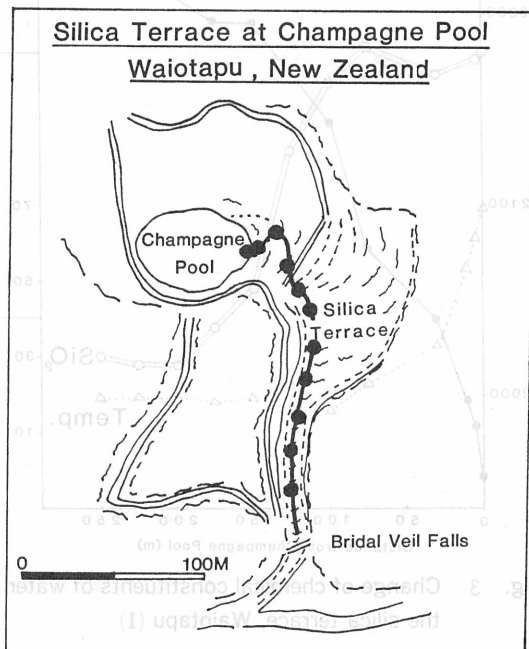 Silica Terrace at Champagne Pool
Waiotapu , New Zealand
Champagne
Pool
Silica
Terrace
Bridal Veil Falls
0 100M